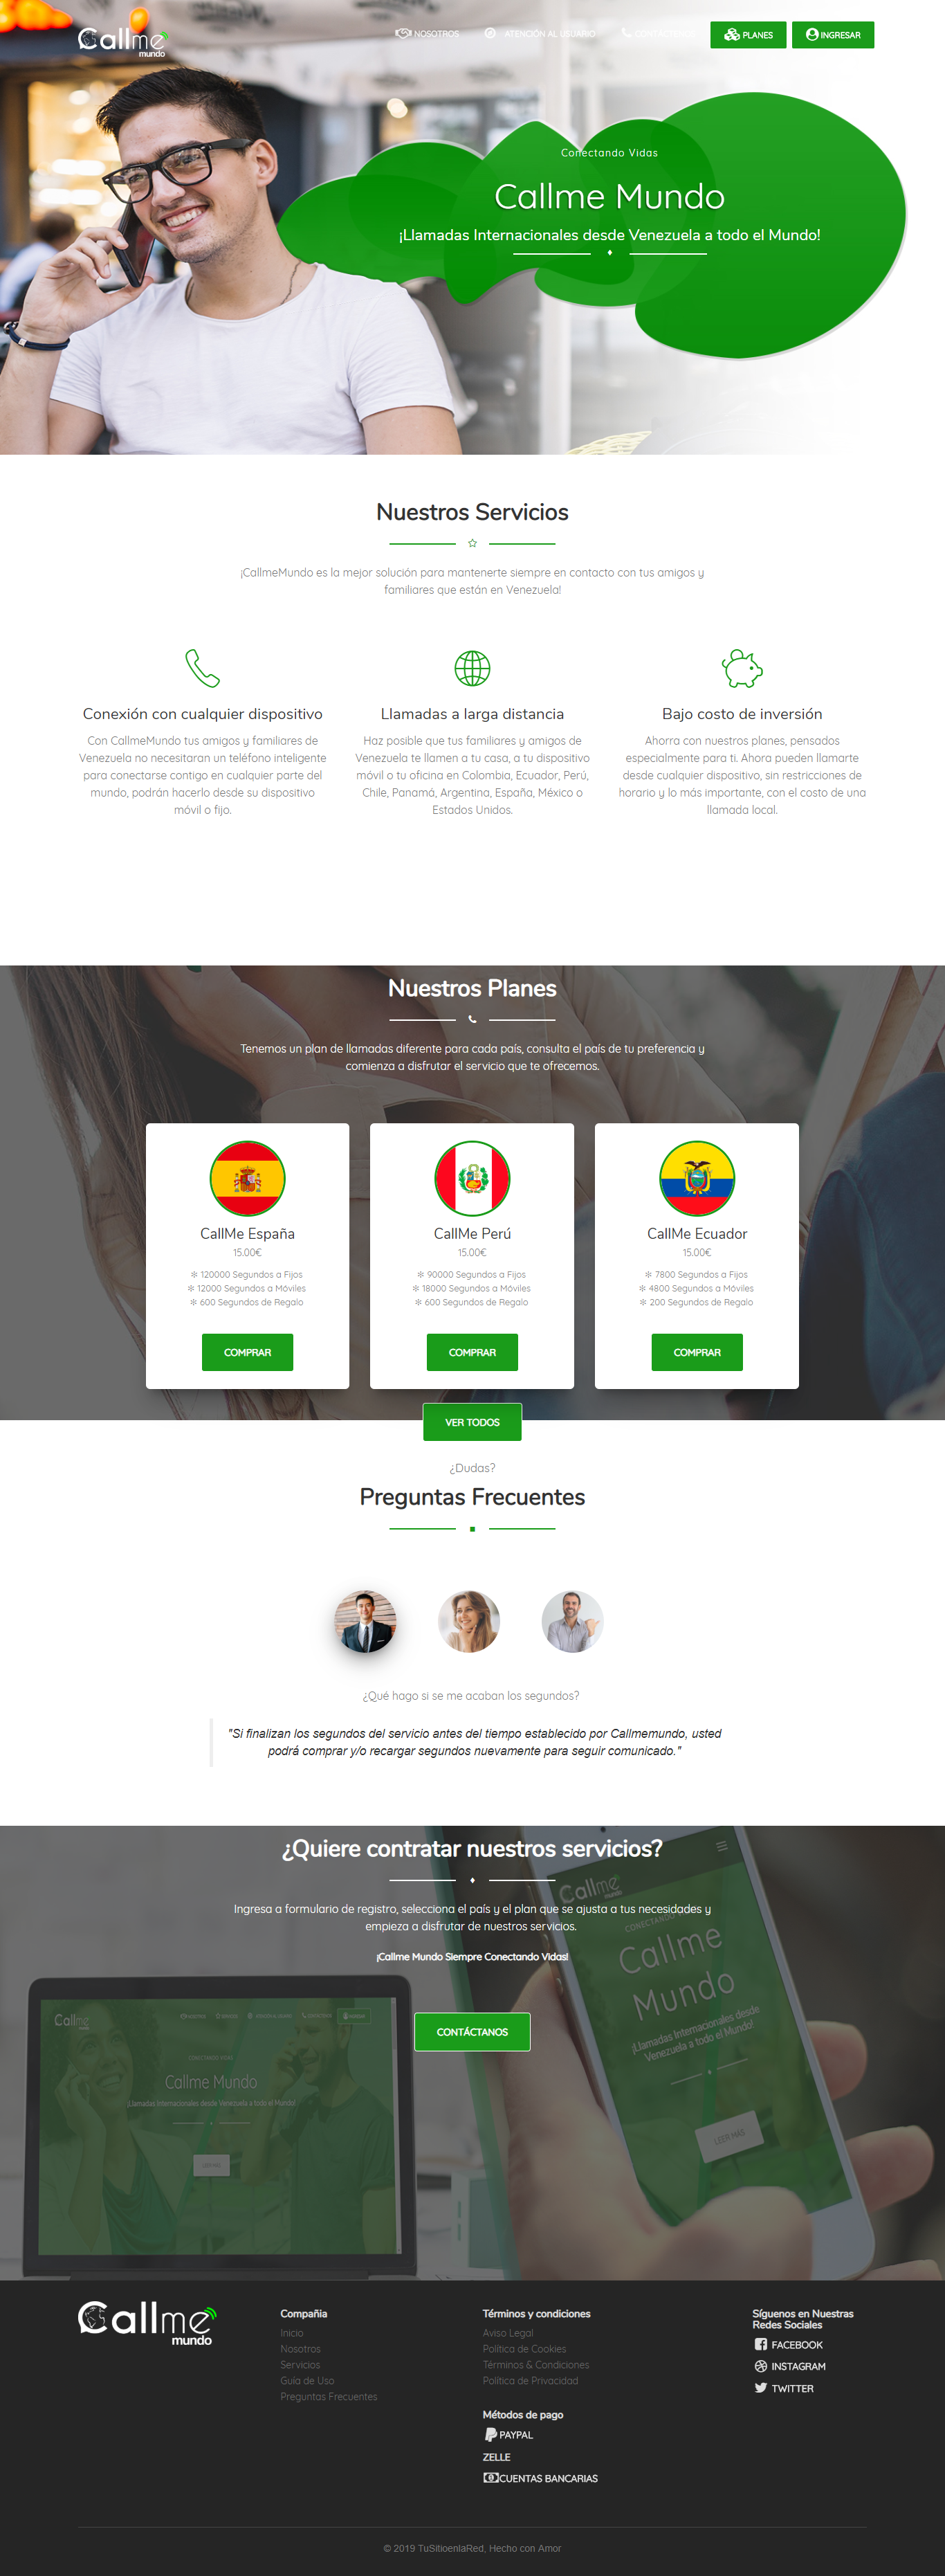 Callme
mundo
NOSOTROS
ATENCIÓN AL USUARIO
PLANES
INGRESAR
Conectando Vidas
Callme Mundo
¡Llamadas Internacionales desde Venezuela a todo el Mundo!
Nuestros Servicios
¡CallmeMundo es la mejor solución para mantenerte siempre en contacto con tus amigos y
familiares que están en Venezuela!
Conexión con cualquier dispositivo
Con CallmeMundo tus amigos y familiares de
Venezuela no necesitaran un teléfono inteligente
para conectarse contigo en cualquier parte del
mundo, podrán hacerlo desde su dispositivo
móvil o fijo.
Llamadas a larga distancia
Haz posible que tus familiares y amigos de
Venezuela te llamen a tu casa, a tu dispositivo
móvil o tu oficina en Colombia, Ecuador, Perú,
Chile, Panamá, Argentina, España, México o
Estados Unidos.
Bajo costo de inversión
Ahorra con nuestros planes, pensados
especialmente para ti. Ahora pueden llamarte
desde cualquier dispositivo, sin restricciones de
horario y lo más importante, con el costo de una
llamada local.
Nuestros Planes
Tenemos un plan de llamadas diferente para cada país, consulta el país de tu preferencia y
comienza a disfrutar el servicio que te ofrecemos.
CallMe España
15.00€
✻ 120000 Segundos a Fijos
✻ 12000 Segundos a Móviles
✻ 600 Segundos de Regalo
COMPRAR
CallMe Perú
15.00€
✻ 90000 Segundos a Fijos
✻ 18000 Segundos a Móviles
✻ 600 Segundos de Regalo
COMPRAR
CallMe Ecuador
15.00€
✻ 7800 Segundos a Fijos
✻ 4800 Segundos a Móviles
✻ 200 Segundos de Regalo
COMPRAR
VER TODOS
¿Dudas?
Preguntas Frecuentes
¿Qué hago si se me acaban los segundos?
"Si finalizan los segundos del servicio antes del tiempo establecido por Callmemundo, usted
podrá comprar y/o recargar segundos nuevamente para seguir comunicado."
¿Quiere contratar nuestros servicios?
Ingresa a formulario de registro, selecciona el país y el plan que se ajusta a tus necesidades y
empieza a disfrutar de nuestros servicios.
¡Callme Mundo Siempre Conectando Vidas!
CONTÁCTANOS
Callme
mundo
CONECTANDO
Callme
Mundo
¡Llamadas Internacionales desde
Venezuela a todo el Mundo!
LEER MÁS
Callme
Callme Mundo
¡Llamadas Internacionales desde Venezuela a todo el Mundo!
Callme
mundo
Compañia
Inicio
Nosotros
Servicios
Guía de Uso
Preguntas Frecuentes
Términos y condiciones
Aviso Legal
Política de Cookies
Términos & Condiciones
Política de Privacidad
Métodos de pago
PAYPAL
ZELLE
CUENTAS BANCARIAS
Síguenos en Nuestras
Redes Sociales
FACEBOOK
INSTAGRAM
TWITTER
© 2019 TuSitioenlaRed, Hecho con Amor